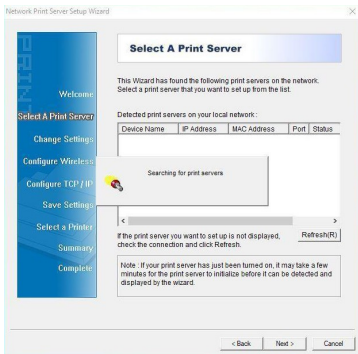 Network Print Server Setup Wizard
PRINT
Select A Print Server
This Wizard has found the following print servers on the network.
Select a print server that you want to set up from the list.
Welcome
Select A Print Server
Change Settings
Configure Wireless
Configure TCP / IP
Save Settings
Select a Printer
Summary
Complete
Detected print servers on your local network :
Device Name IP Address MAC Address Port Status
Searching for print servers
If the print server you want to set up is not displayed,
check the connection and click Refresh.
Refresh(R)
Note : If your print server has just been turned on, it may take a few
minutes for the print server to initialize before it can be detected and
displayed by the wizard.
< Back
Next >
Cancel